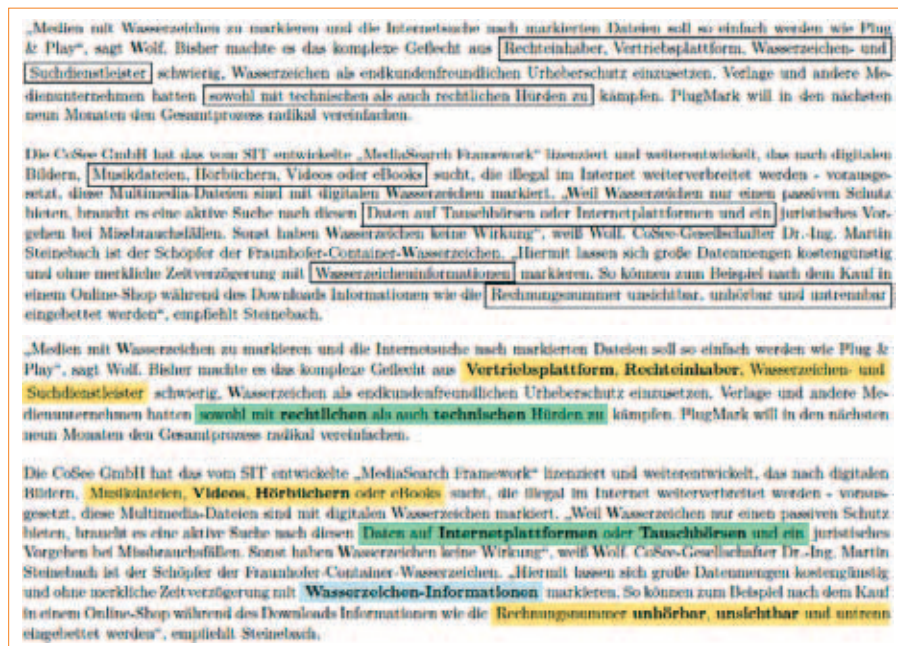 „Medien mit Wasserzeichen zu markieren und die Internetsuche nach markierten Dateien soll so einfach werden wie Plug
& Play“, sagt Wolf. Bisher machte es das komplexe Geflecht aus Rechteinhaber, Vertriebsplattform, Wasserzeichen- und
Suchdienstleister schwierig, Wasserzeichen als endkundenfreundlichen Urheberschutz einzusetzen. Verlage und andere Me-
dienunternehmen hatten sowohl mit technischen als auch rechtlichen Hürden zu kämpfen. PlugMark will in den nächsten
neun Monaten den Gesamtprozess radikal vereinfachen.
Die CoSee GmbH hat das vom SIT entwickelte „MediaSearch Framework“ lizenziert und weiterentwickelt, das nach digitalen
Bildern, Musikdateien, Hörbüchern, Videos oder eBooks sucht, die illegal im Internet weiterverbreitet werden - vorausge-
setzt, diese Multimedia-Dateien sind mit digitalen Wasserzeichen markiert. „Weil Wasserzeichen nur einen passiven Schutz
bieten, braucht es eine aktive Suche nach diesen Daten auf Tauschbörsen oder Internetplattformen und ein juristisches Vor-
gehen bei Missbrauchsfällen. Sonst haben Wasserzeichen keine Wirkung“, weiß Wolf. CoSee-Gesellschafter Dr.-Ing. Martin
Steinebach ist der Schöpfer der Fraunhofer-Container-Wasserzeichen. „Hiermit lassen sich große Datenmengen kostengünstig
und ohne merkliche Zeitverzögerung mit Wasserzeicheninformationen markieren. So können zum Beispiel nach dem Kauf in
einem Online-Shop während des Downloads Informationen wie die Rechnungsnummer unsichtbar, unhörbar und untrennbar
eingebettet werden“, empfiehlt Steinebach.
„Medien mit Wasserzeichen zu markieren und die Internetsuche nach markierten Dateien soll so einfach werden wie Plug &
Play“, sagt Wolf. Bisher machte es das komplexe Geflecht aus Vertriebsplattform, Rechteinhaber, Wasserzeichen- und
Suchdienstleister schwierig, Wasserzeichen als endkundenfreundlichen Urheberschutz einzusetzen. Verlage und andere Me-
dienunternehmen hatten sowohl mit rechtlichen als auch technischen Hürden zu kämpfen. PlugMark will in den nächsten
neun Monaten den Gesamtprozess radikal vereinfachen.
Die CoSee GmbH hat das vom SIT entwickelte „MediaSearch Framework“ lizenziert und weiterentwickelt, das nach digitalen
Bildern, Musikdateien, Videos, Hörbüchern oder eBooks sucht, die illegal im Internet weiterverbreitet werden - voraus-
gesetzt, diese Multimedia-Dateien sind mit digitalen Wasserzeichen markiert. „Weil Wasserzeichen nur einen passiven Schutz
bieten, braucht es eine aktive Suche nach diesen Daten auf Internetplattformen oder Tauschbörsen und ein juristisches
Vorgehen bei Missbrauchsfällen. Sonst haben Wasserzeichen keine Wirkung“, weiß Wolf. CoSee-Gesellschafter Dr.-Ing. Martin
Steinebach ist der Schöpfer der Fraunhofer-Container-Wasserzeichen. „Hiermit lassen sich große Datenmengen kostengünstig
und ohne merkliche Zeitverzögerung mit Wasserzeichen-Informationen markieren. So können zum Beispiel nach dem Kauf
in einem Online-Shop während des Downloads Informationen wie die Rechnungsnummer unhörbar, unsichtbar und untrenn
eingebettet werden“, empfiehlt Steinebach.